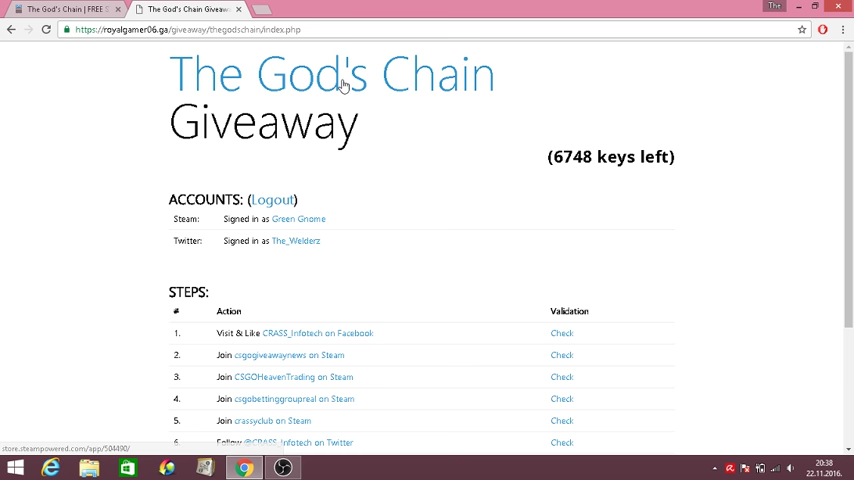 The God's Chain | FREE S
The God's Chain Giveaw
The
https://royalgamer06.ga/giveaway/thegodschain/index.php
The God's Chain
Giveaway
(6748 keys left)
ACCOUNTS: (Logout)
Steam: Signed in as Green Gnome
Twitter: Signed in as The_Welderz
STEPS:
# Action Validation
1. Visit & Like CRASS_Infotech on Facebook Check
2. Join csgogiveawaynews on Steam Check
3. Join CSGOHeavenTrading on Steam Check
4. Join csgobettinggroupreal on Steam Check
5. Join crassyclub on Steam Check
6. Follow @CRASS_Infotech on Twitter Check
store.steampowered.com/app/504490/
20:38
22.11.2016.